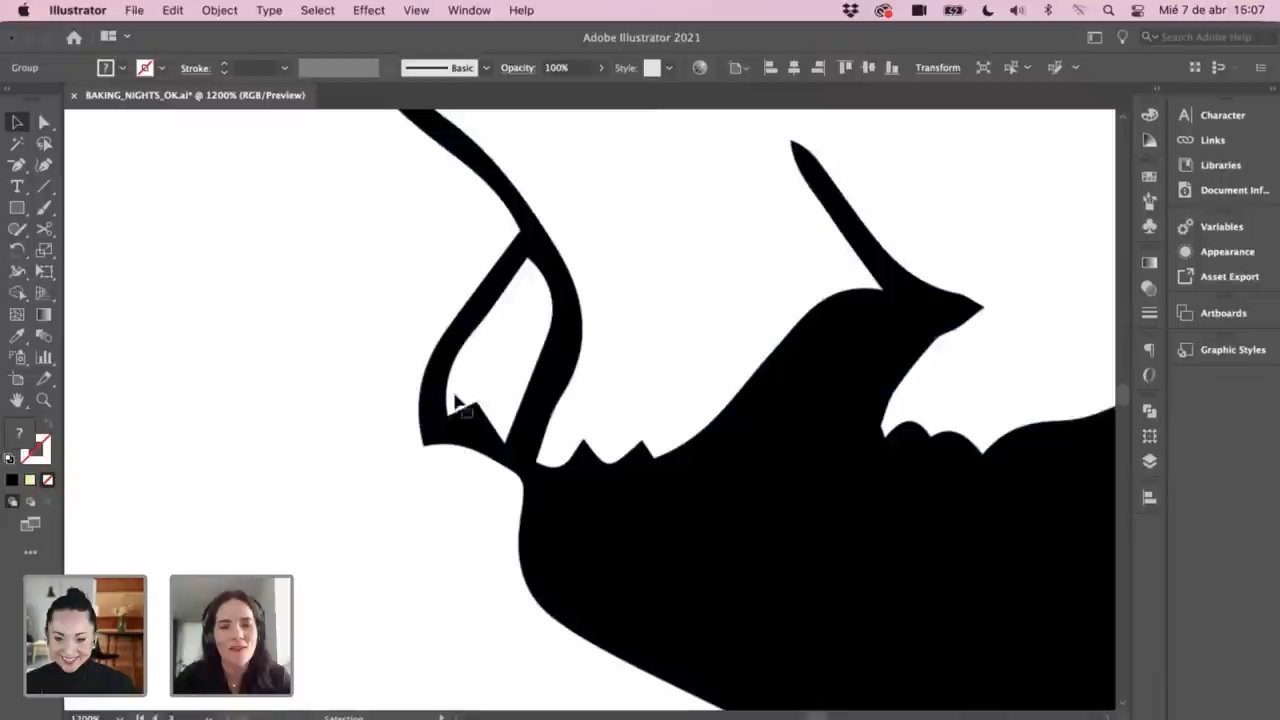 Illustrator File Edit Object Type Select Effect View Window Help Mié 7 de abr 15:07
Adobe Illustrator 2021 Search Adobe Help
Group ? Stroke: Basic Opacity: 100% Style: Transform
× BAKING_NIGHTS_OK.ai* @ 1200% (RGB/Preview)
A Character
Links
Libraries
Document Inf...
Variables
Appearance
Asset Export
Artboards
Graphic Styles
T
?
1200% 3 Selection